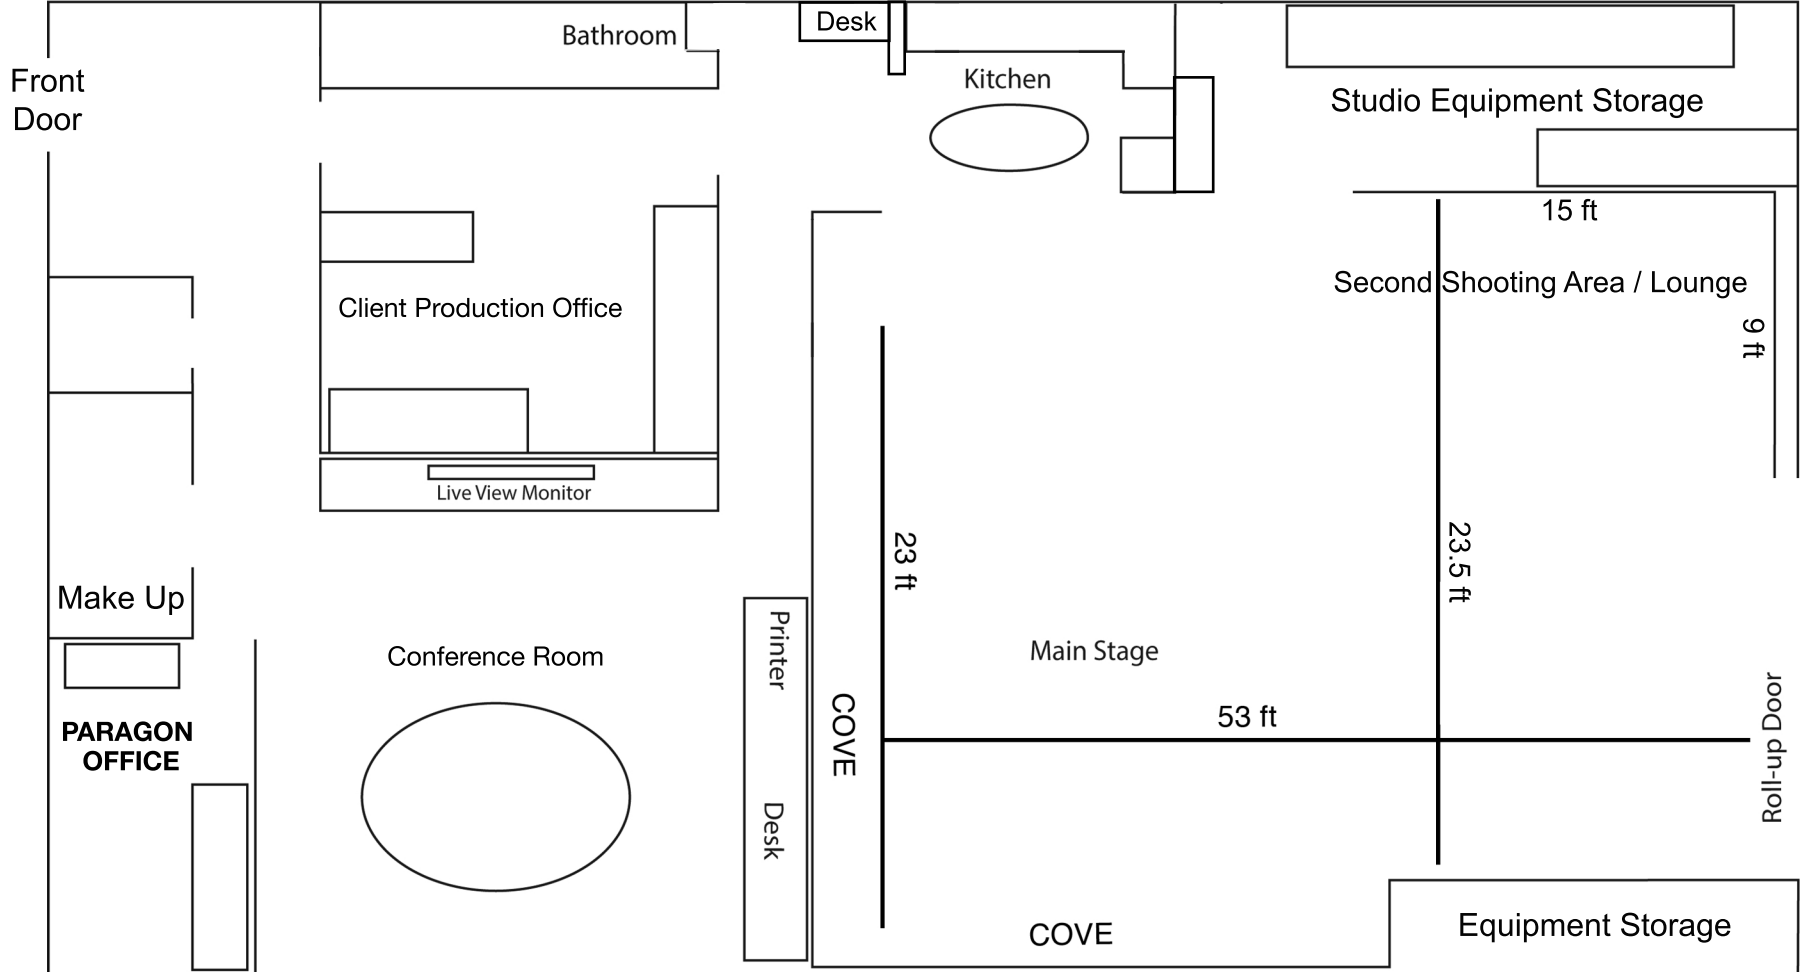 Desk
Bathroom
Front
Door
Kitchen
Studio Equipment Storage
15 ft
Second Shooting Area / Lounge
Client Production Office
9 ft
Live View Monitor
23 ft
23.5 ft
Make Up
Printer
Desk
Conference Room
Main Stage
PARAGON
OFFICE
COVE
53 ft
Roll-up Door
COVE
Equipment Storage